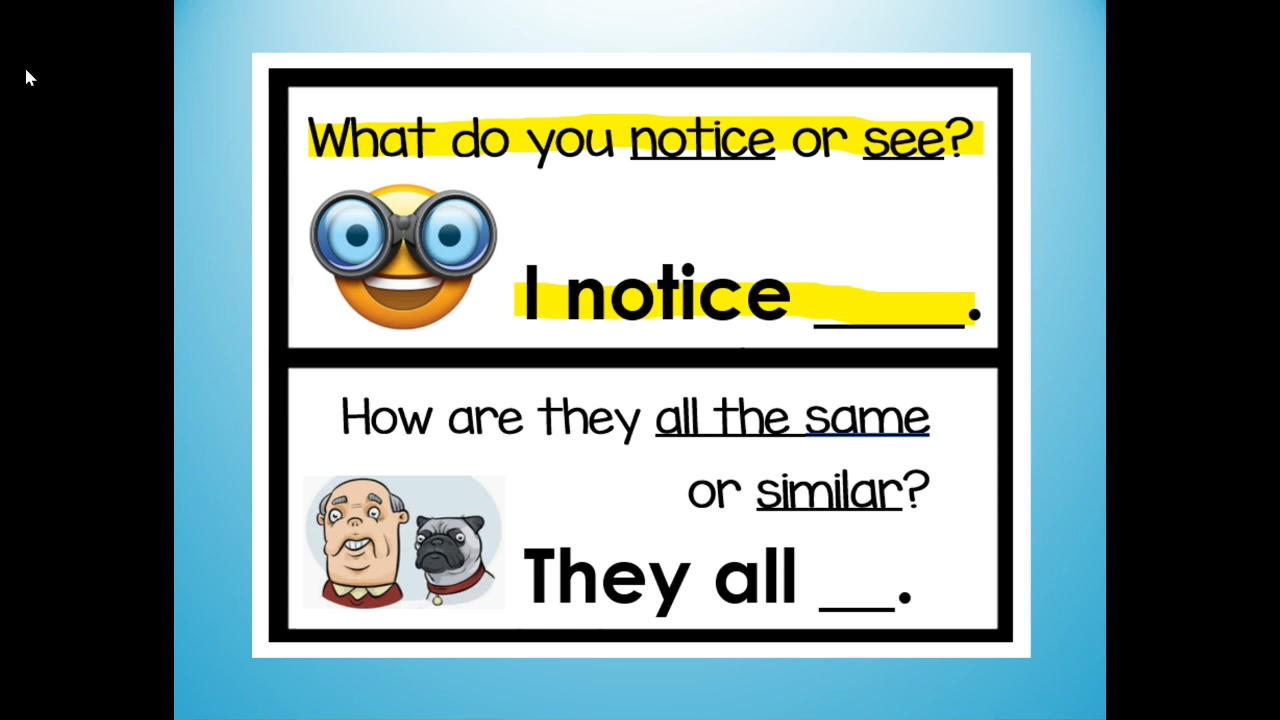 What do you notice or see?
I notice ____.
How are they all the same
or similar?
They all __.